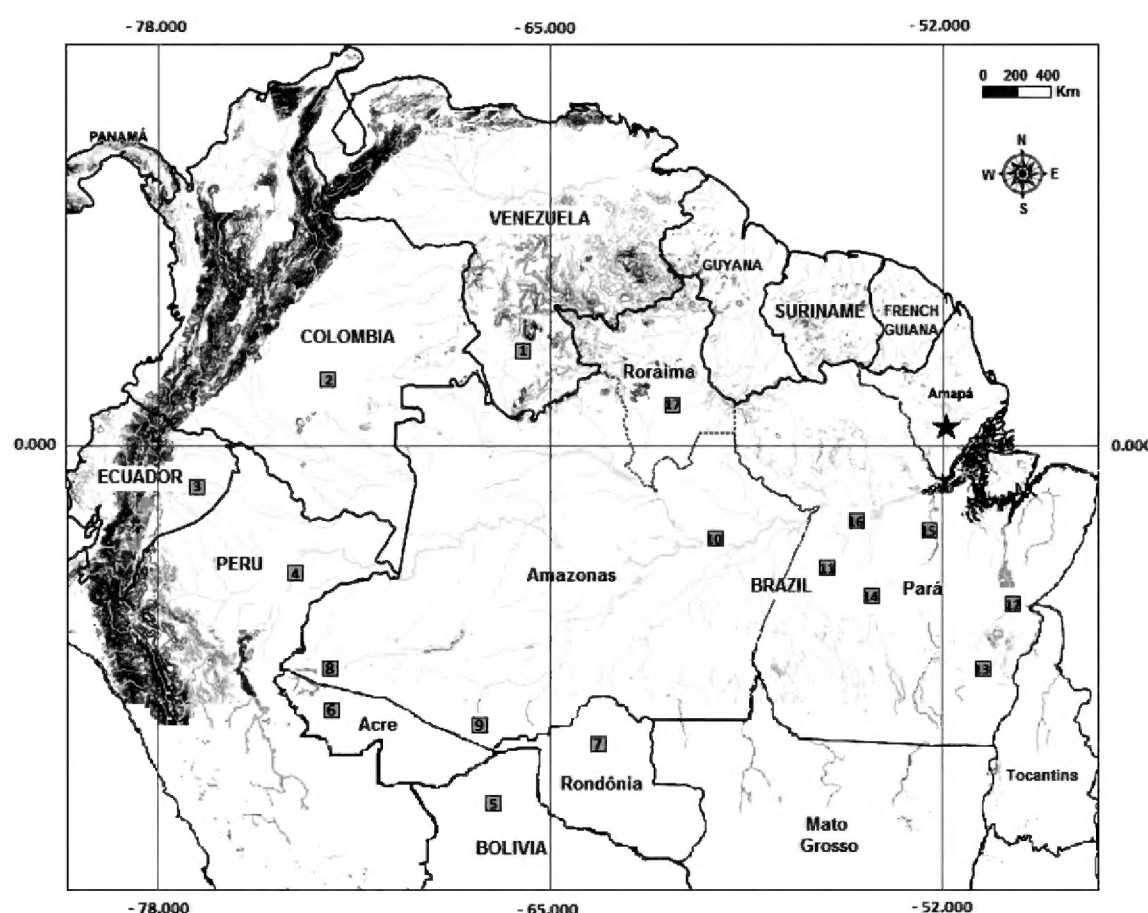 - 78.000 - 65.000 - 52.000
0 200 400
Km
PANAMÁ
N
W E
S
VENEZUELA
GUYANA
SURINAME
FRENCH
GUIANA
COLOMBIA
1
2
Roraima
17
Amapá
0.000 0.000
ECUADOR
3
16
15
10
PERU
4
Amazonas
BRAZIL
11
Pará
14
12
8
13
6
Acre
9
7
Rondônia
Tocantins
5
Mato
Grosso
BOLIVIA
- 78.000 - 65.000 - 52.000